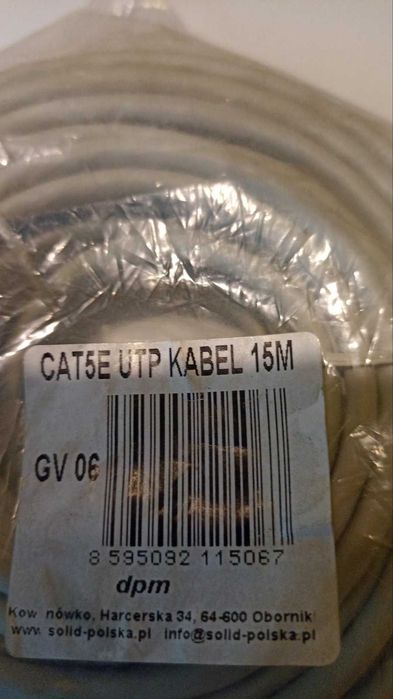 CAT5E UTP KABEL 15M
GV 06
8 595092 115067
dpm
Harcerska 34, 64-600 Oborniki
www.solid-polska.pl info@solid-polska.pl